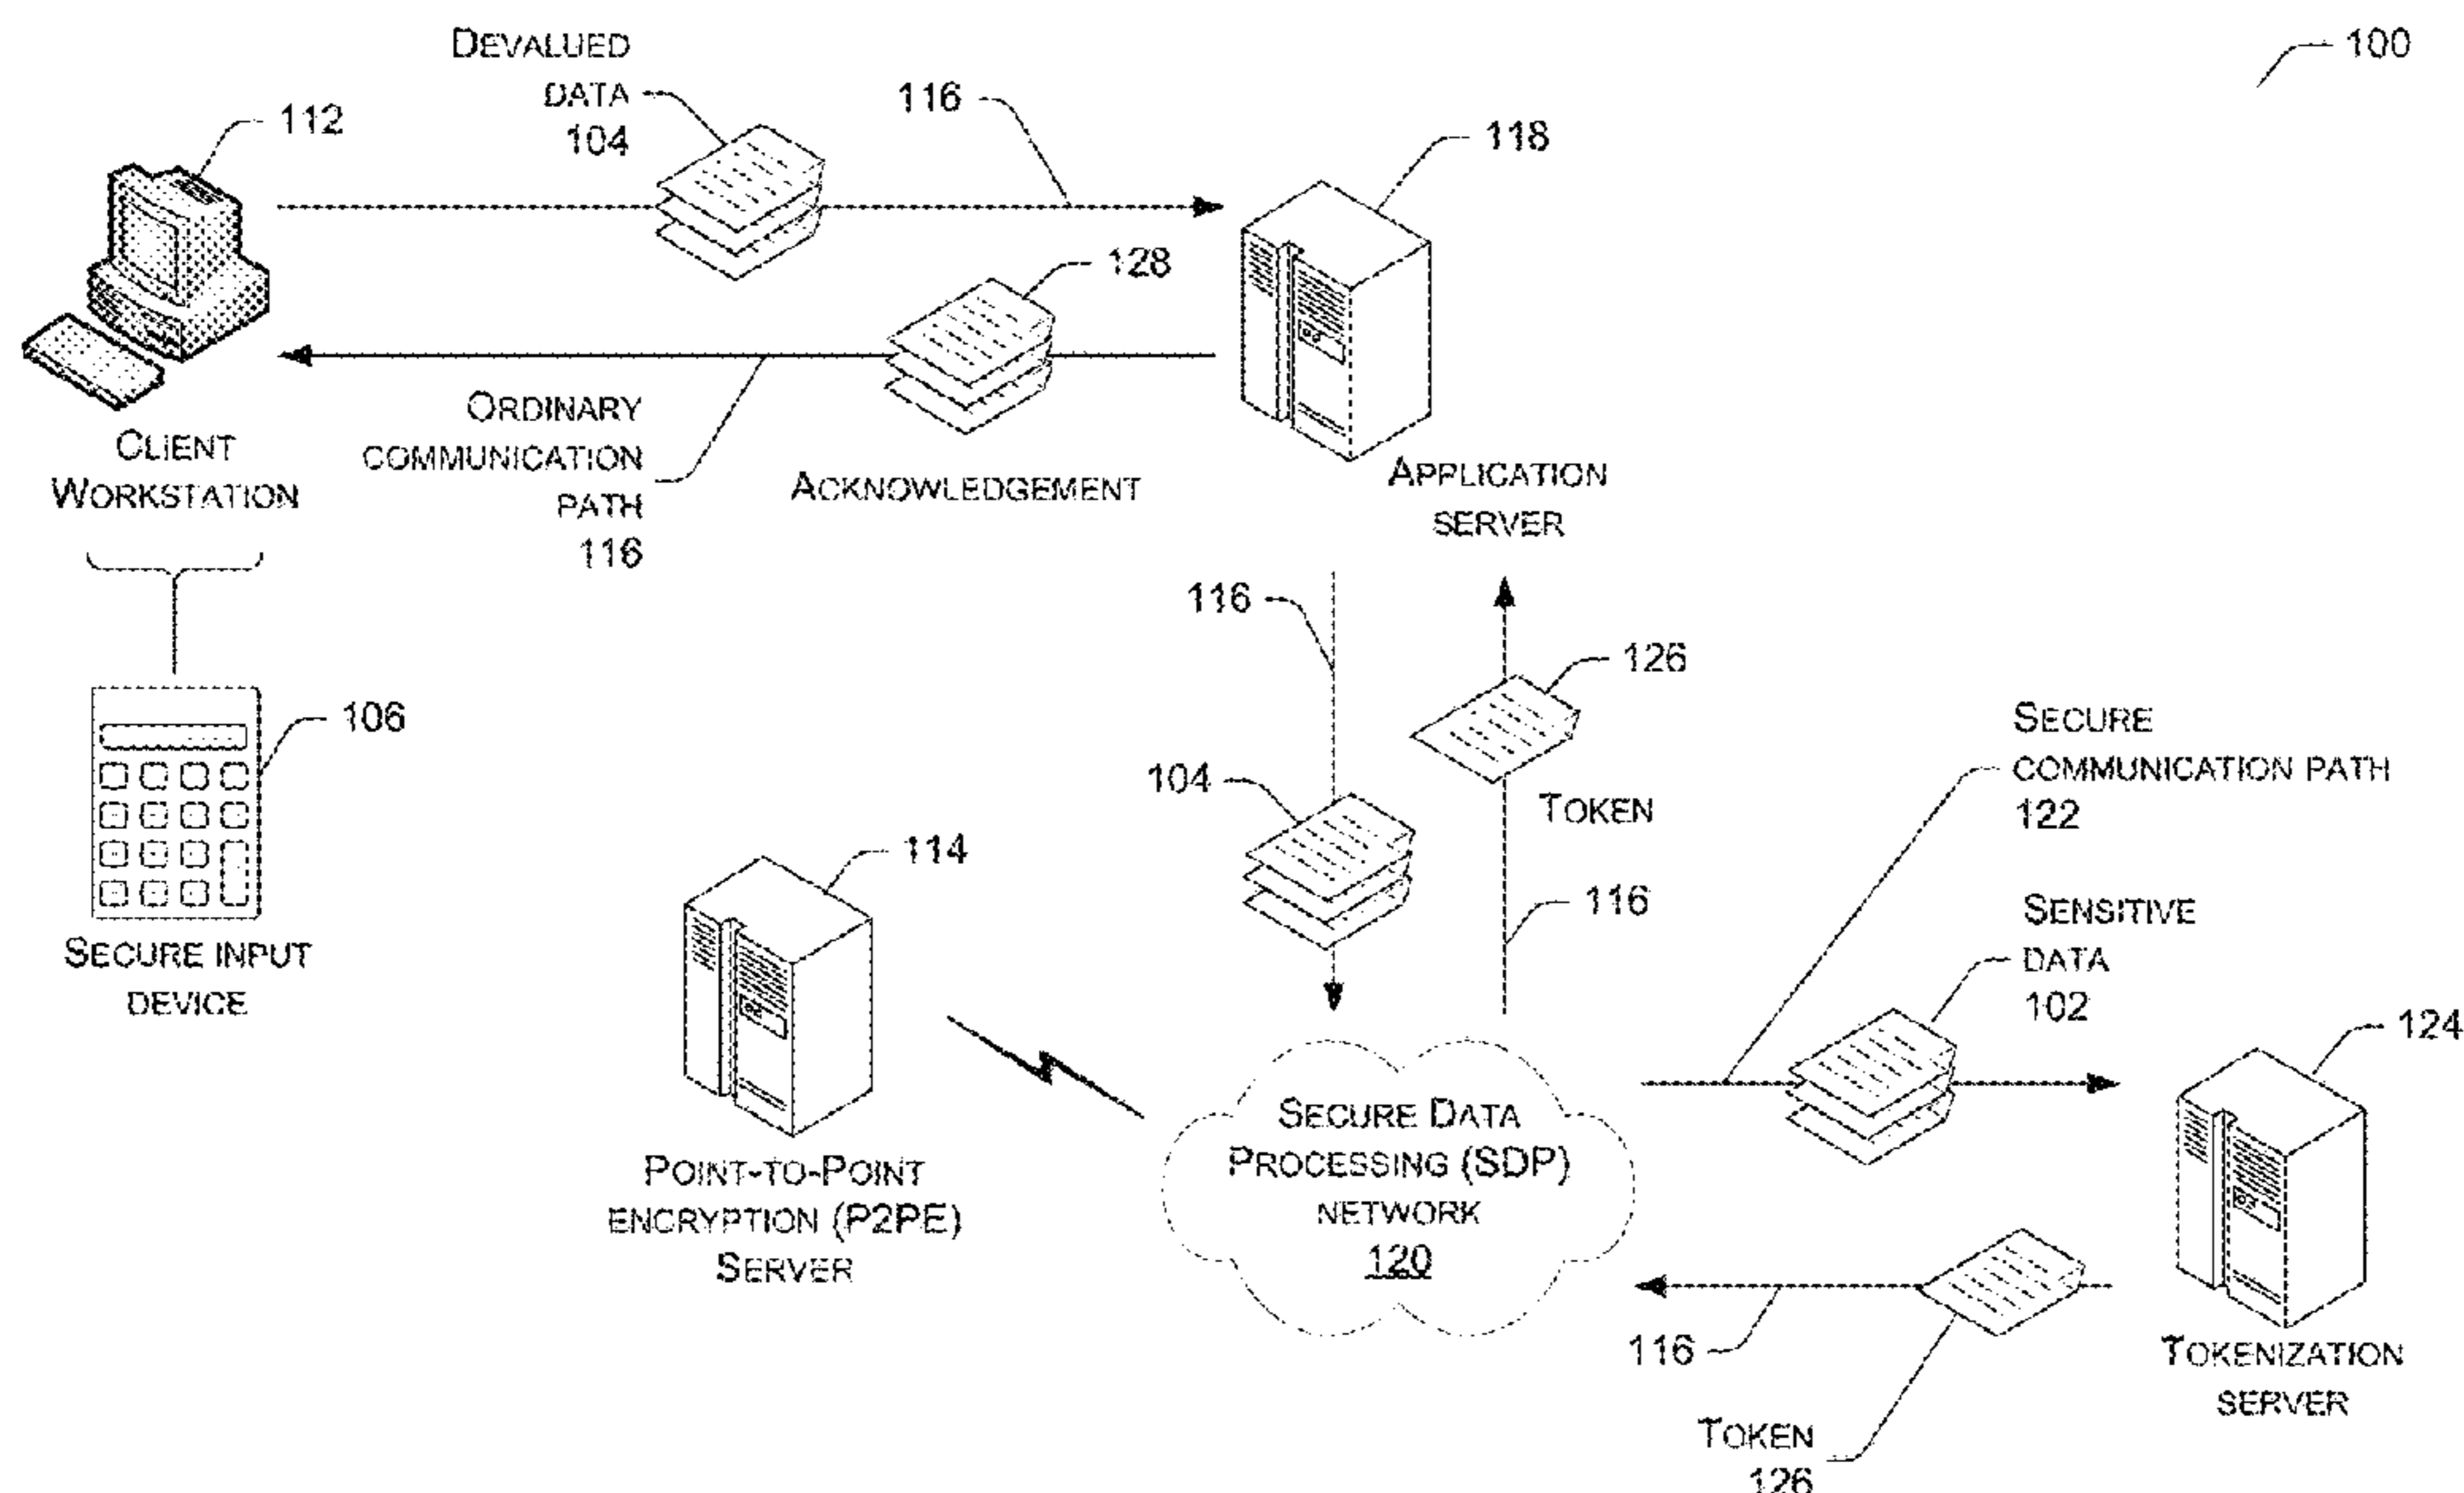 100
DEVALUED
DATA
104
116
112
118
128
ORDINARY
COMMUNICATION
PATH
116
CLIENT
WORKSTATION
ACKNOWLEDGEMENT
APPLICATION
SERVER
116
126
106
SECURE
COMMUNICATION PATH
122
104
TOKEN
114
116
SENSITIVE
DATA
102
SECURE INPUT
DEVICE
124
SECURE DATA
PROCESSING (SDP)
NETWORK
120
POINT-TO-POINT
ENCRYPTION (P2PE)
SERVER
116
TOKENIZATION
SERVER
TOKEN
126